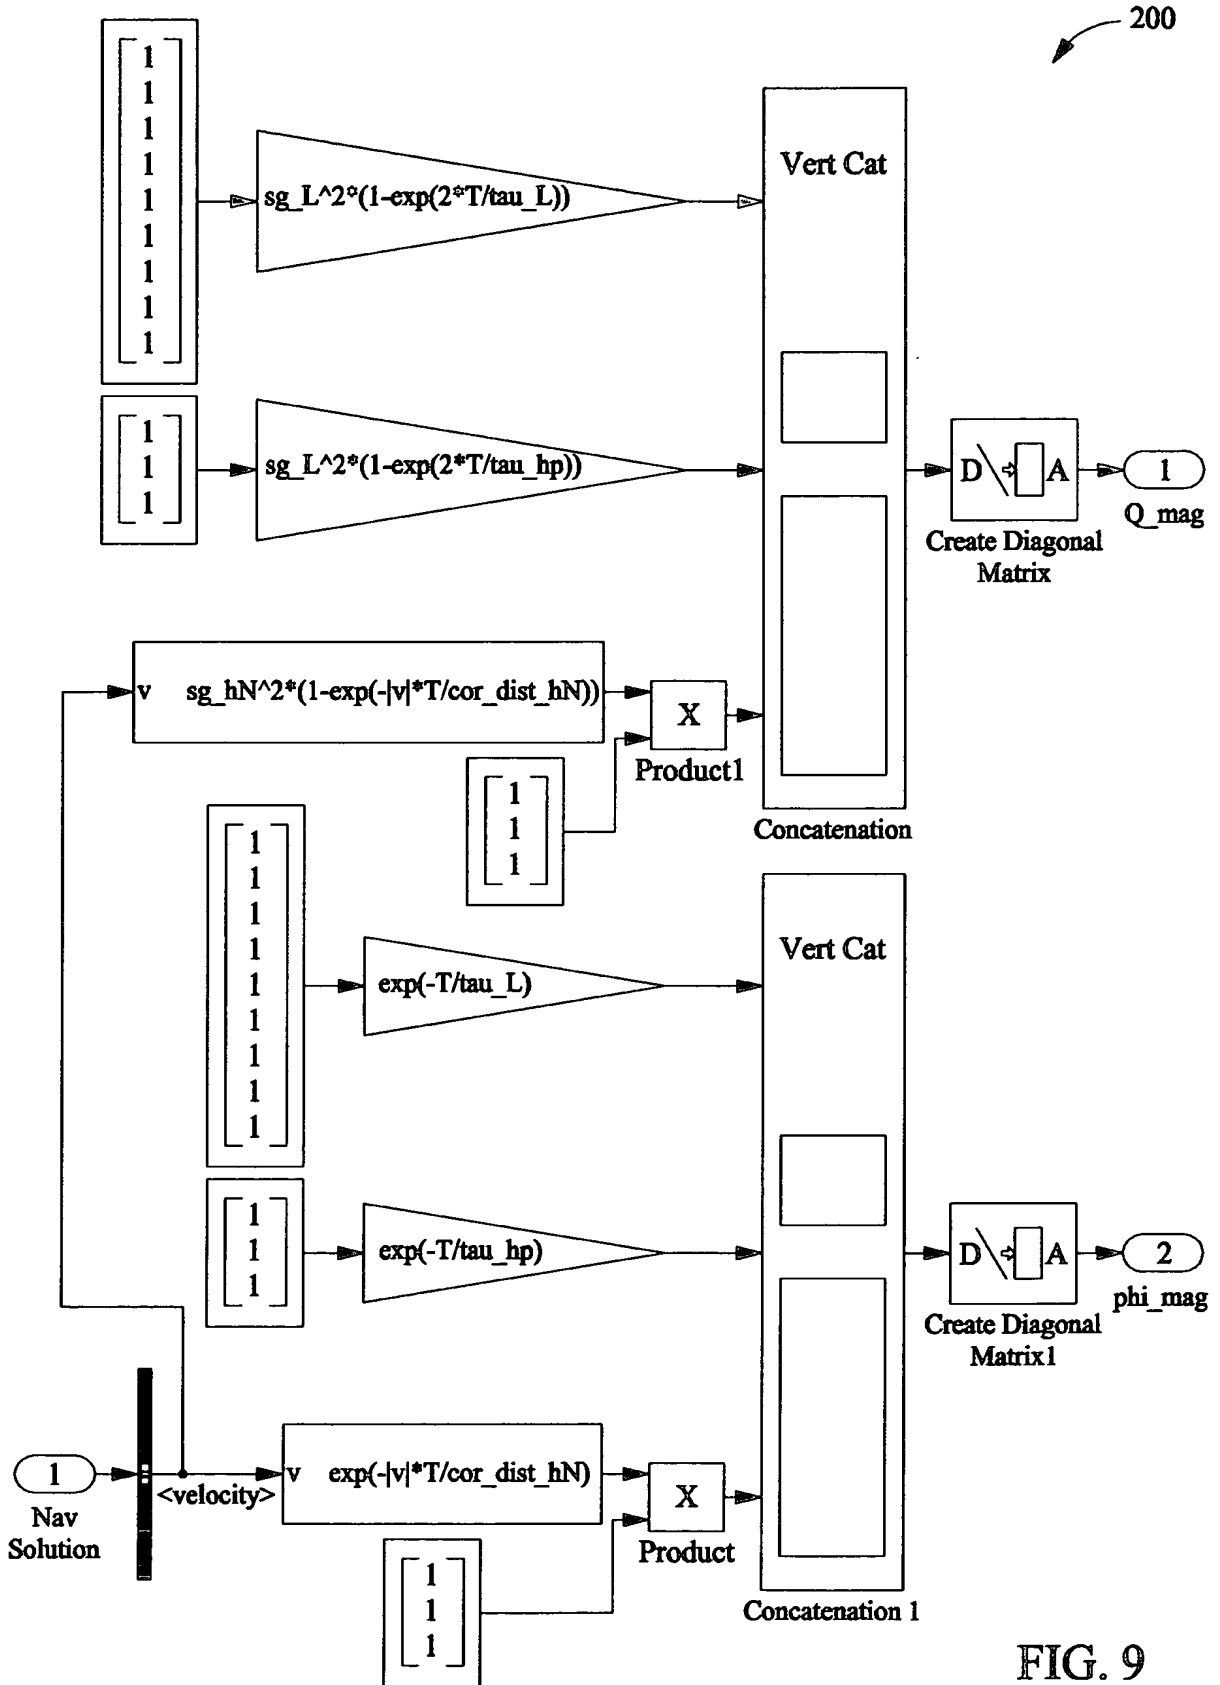 200
1
1
1
1
1
1
1
1
1
sg_L^2*(1-exp(2*T/tau_L))
Vert Cat
1
1
1
sg_L^2*(1-exp(2*T/tau_hp))
D A
Create Diagonal
Matrix
1
Q_mag
v sg_hN^2*(1-exp(-|v|*T/cor_dist_hN))
X
Product1
1
1
1
Concatenation
1
1
1
1
1
1
1
1
1
exp(-T/tau_L)
Vert Cat
1
1
1
exp(-T/tau_hp)
D A
Create Diagonal
Matrix1
2
phi_mag
1
Nav
Solution
<velocity>
v exp(-|v|*T/cor_dist_hN)
X
Product
1
1
1
Concatenation 1
FIG. 9